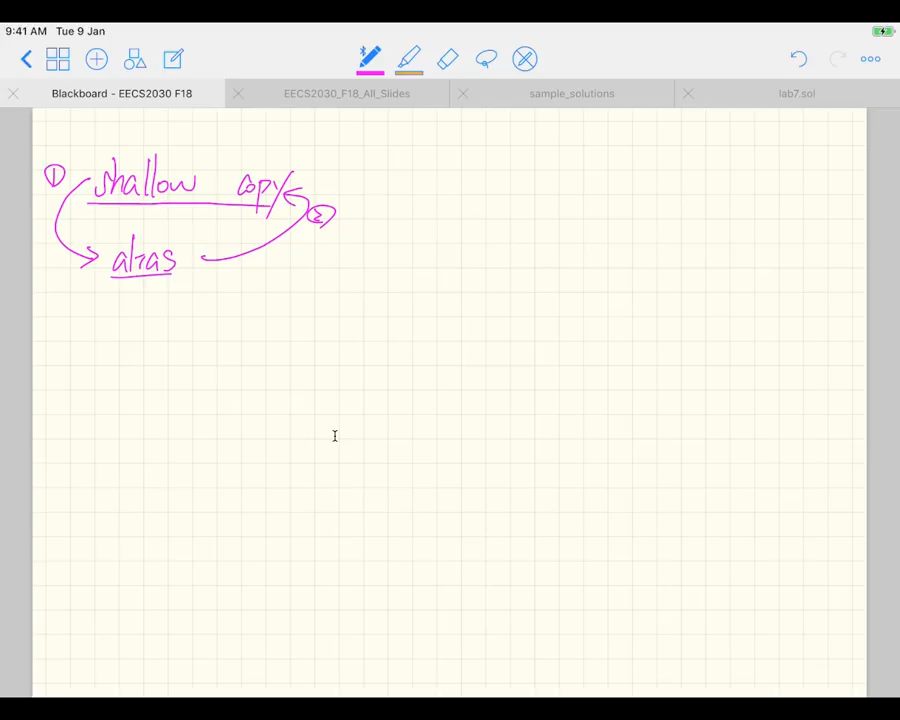 9:41 AM Tue 9 Jan
Blackboard - EECS2030 F18
EECS2030_F18_All_Slides
sample_solutions
lab7.sol
① shallow copy
②
alias